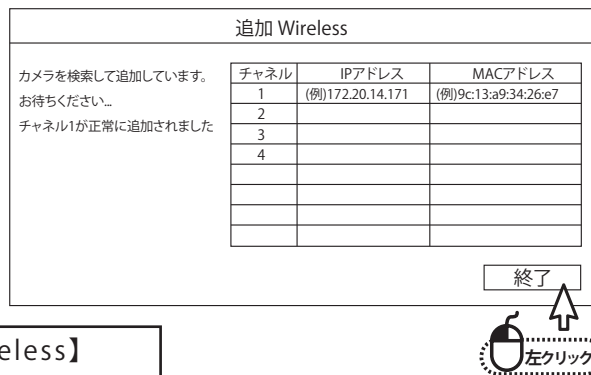 追加 Wireless
カメラを検索して追加しています。
お待ちください...
チャネル1が正常に追加されました
チャネル IPアドレス MACアドレス
1 (例)172.20.14.171 (例)9c:13:a9:34:26:e7
2
3
4
終了
左クリック
eless】